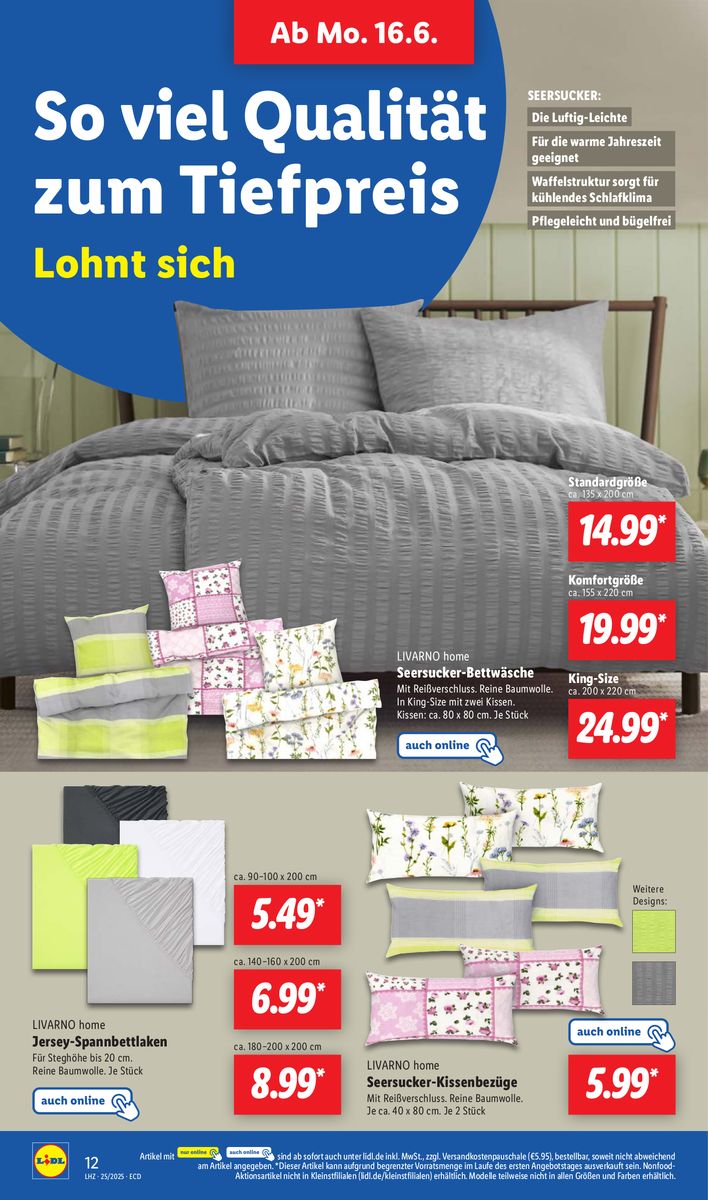 Ab Mo. 16.6.
So viel Qualität
zum Tiefpreis
Lohnt sich
SEERSUCKER:
Die Luftig-Leichte
Für die warme Jahreszeit
geeignet
Waffelstruktur sorgt für
kühlendes Schlafklima
Pflegeleicht und bügelfrei
Standardgröße
ca. 135 x 200 cm
14.99*
Komfortgröße
ca. 155 x 220 cm
19.99*
King-Size
ca. 200 x 220 cm
24.99*
LIVARNO home
Seersucker-Bettwäsche
Mit Reißverschluss. Reine Baumwolle.
In King-Size mit zwei Kissen.
Kissen: ca. 80 x 80 cm. Je Stück
auch online
ca. 90–100 x 200 cm
5.49*
ca. 140–160 x 200 cm
6.99*
ca. 180–200 x 200 cm
8.99*
LIVARNO home
Jersey-Spannbettlaken
Für Steghöhe bis 20 cm.
Reine Baumwolle. Je Stück
auch online
Weitere
Designs:
LIVARNO home
Seersucker-Kissenbezüge
Mit Reißverschluss. Reine Baumwolle.
Je ca. 40 x 80 cm. Je 2 Stück
auch online
5.99*
LIDL
12
LHZ · 25/2025 · ECD
Artikel mit nur online auch online sind ab sofort auch unter lidl.de inkl. MwSt., zzgl. Versandkostenpauschale (€5.95), bestellbar, soweit nicht abweichend
am Artikel angegeben. *Dieser Artikel kann aufgrund begrenzter Vorratsmenge im Laufe des ersten Angebotstages ausverkauft sein. Nonfood-
Aktionsartikel nicht in Kleinstfilialen (lidl.de/kleinstfilialen) erhältlich. Modelle teilweise nicht in allen Größen und Farben erhältlich.